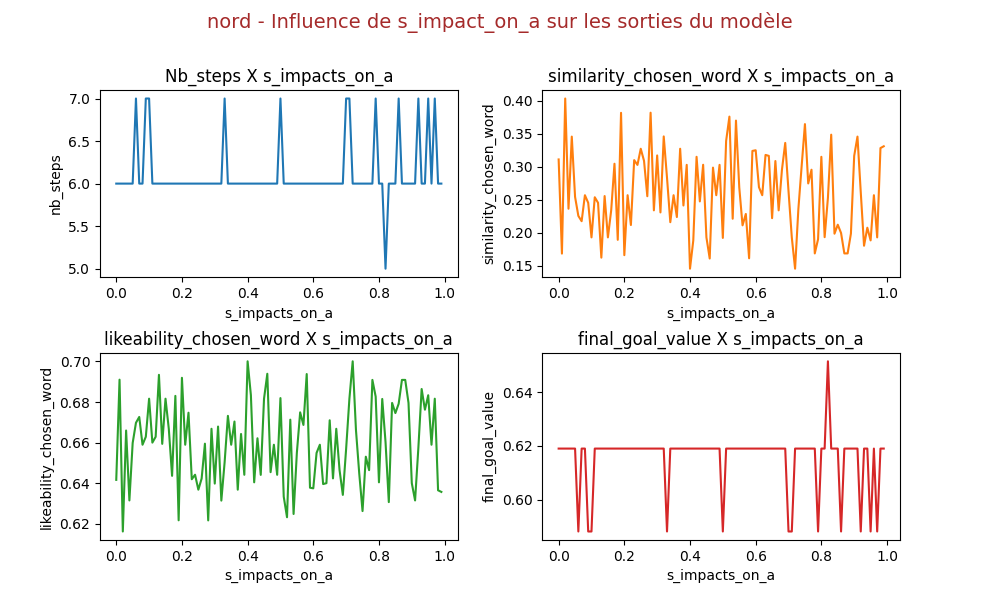 nord - Influence de s_impact_on_a sur les sorties du modèle
Nb_steps X s_impacts_on_a
nb_steps
7.0
6.5
6.0
5.5
5.0
0.0 0.2 0.4 0.6 0.8 1.0
s_impacts_on_a
similarity_chosen_word X s_impacts_on_a
similarity_chosen_word
0.40
0.35
0.30
0.25
0.20
0.15
0.0 0.2 0.4 0.6 0.8 1.0
s_impacts_on_a
likeability_chosen_word X s_impacts_on_a
likeability_chosen_word
0.70
0.68
0.66
0.64
0.62
0.0 0.2 0.4 0.6 0.8 1.0
s_impacts_on_a
final_goal_value X s_impacts_on_a
final_goal_value
0.64
0.62
0.60
0.0 0.2 0.4 0.6 0.8 1.0
s_impacts_on_a